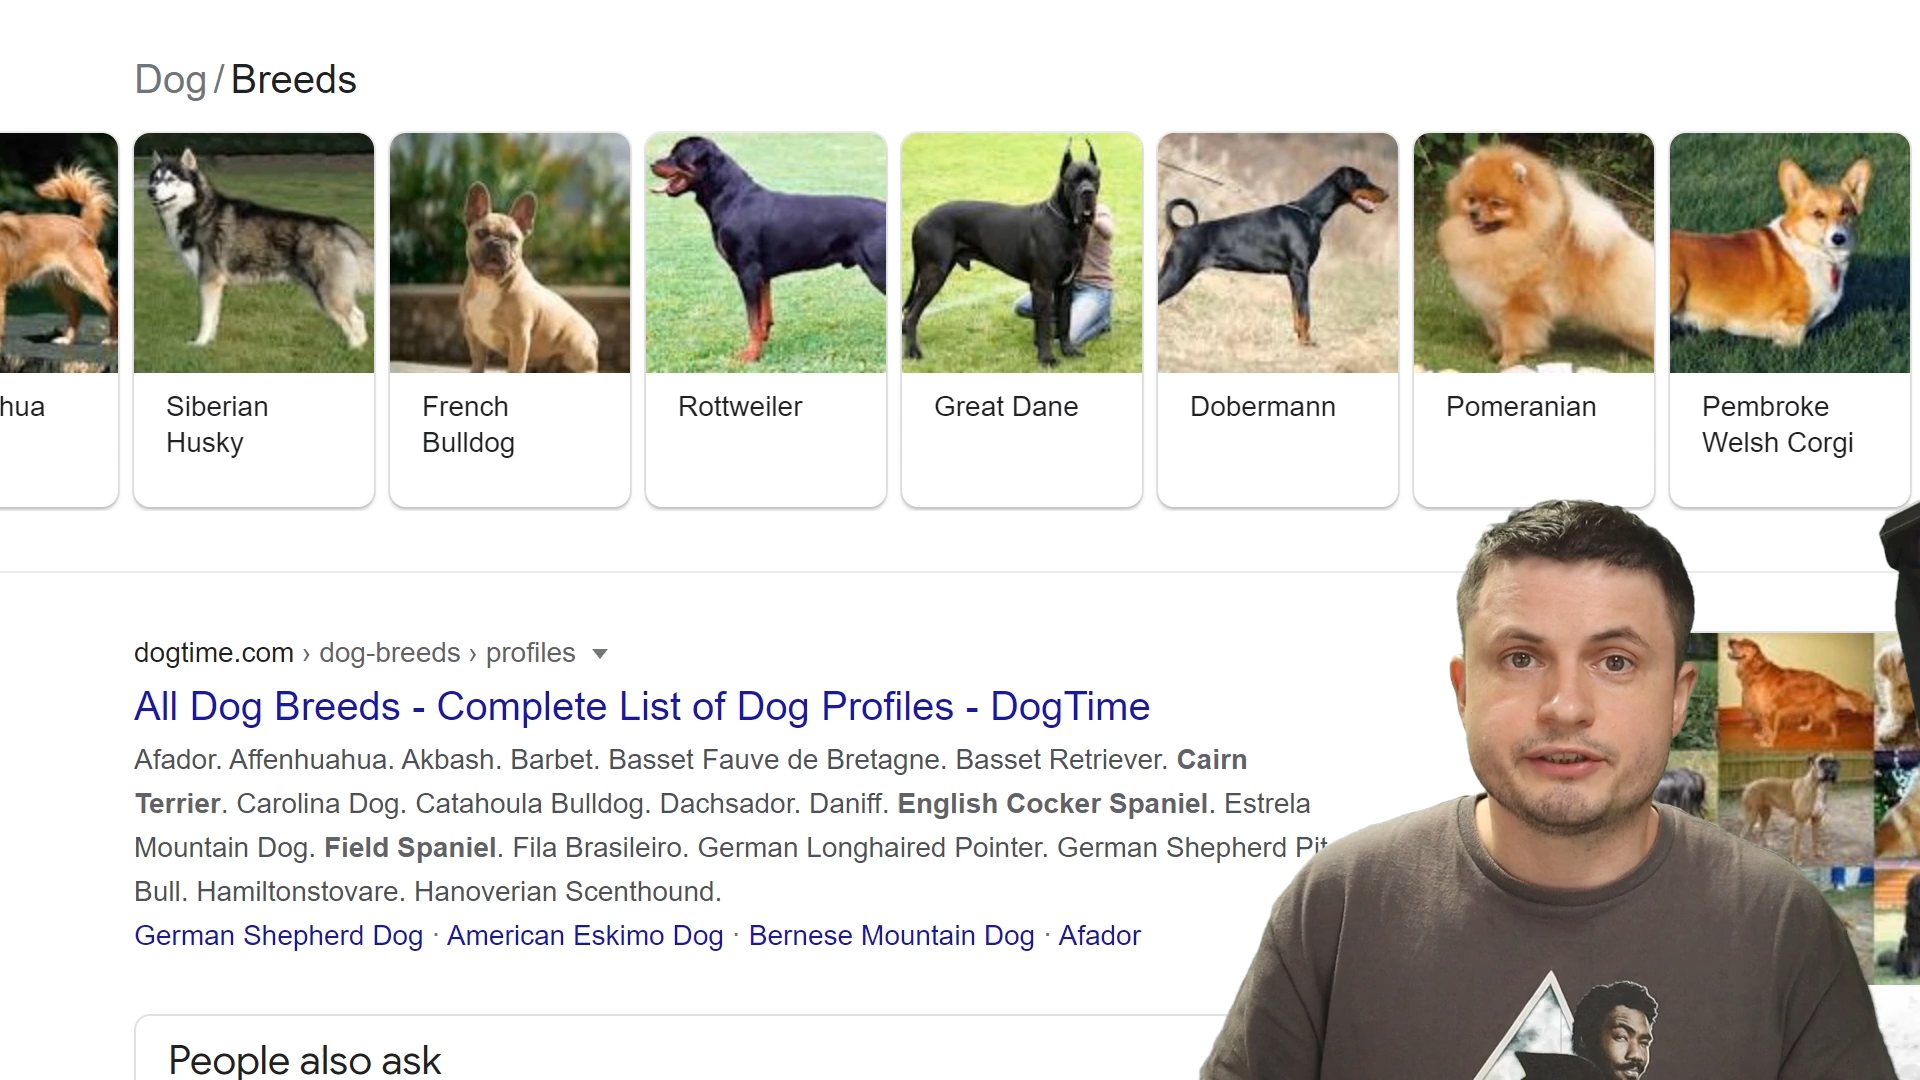 Dog / Breeds
hua
Siberian
Husky
French
Bulldog
Rottweiler
Great Dane
Dobermann
Pomeranian
Pembroke
Welsh Corgi
dogtime.com › dog-breeds › profiles
All Dog Breeds - Complete List of Dog Profiles - DogTime
Afador. Affenhuahua. Akbash. Barbet. Basset Fauve de Bretagne. Basset Retriever. Cairn
Terrier. Carolina Dog. Catahoula Bulldog. Dachsador. Daniff. English Cocker Spaniel. Estrela
Mountain Dog. Field Spaniel. Fila Brasileiro. German Longhaired Pointer. German Shepherd Pit
Bull. Hamiltonstovare. Hanoverian Scenthound.
German Shepherd Dog · American Eskimo Dog · Bernese Mountain Dog · Afador
People also ask